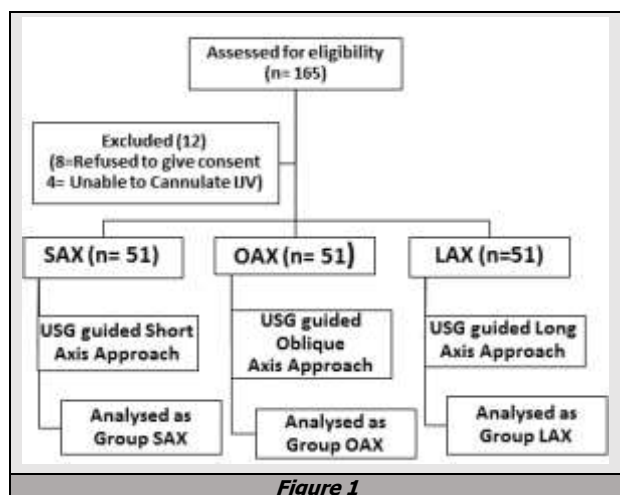 Assessed for eligibility
(n= 165)
Excluded (12)
(8=Refused to give consent
4= Unable to Cannulate IJV)
SAX (n= 51)
OAX (n= 51)
LAX (n=51)
USG guided Short
Axis Approach
USG guided
Oblique
Axis Approach
USG guided Long
Axis Approach
Analysed as
Group SAX
Analysed as
Group OAX
Analysed as
Group LAX
Figure 1